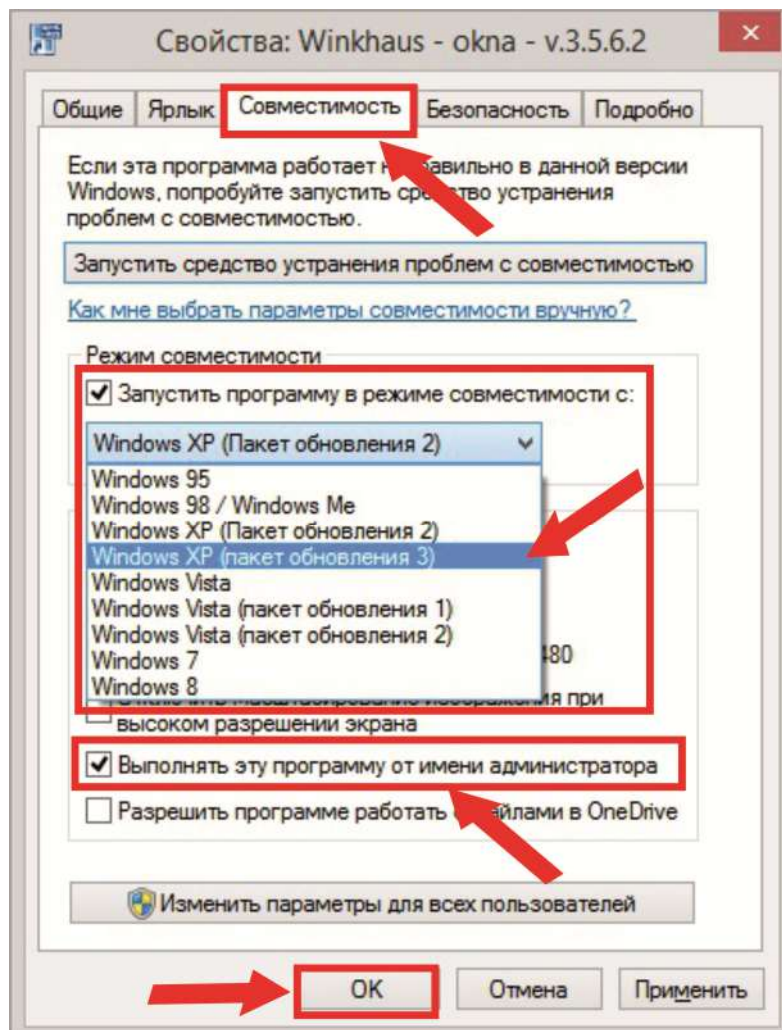 Свойства: Winkhaus - okna - v.3.5.6.2
Общие Ярлык Совместимость Безопасность Подробно
Если эта программа работает в данной версии
Windows, попробуйте запустить устранения
проблем с совместимостью.
Запустить средство устранения проблем с совместимостью
Как мне выбрать параметры совместимости вручную?
Режим совместимости
Запустить программу в режиме совместимости с:
Windows XP (Пакет обновления 2)
Windows 95
Windows 98 / Windows Me
Windows XP (Пакет обновления 2)
Windows XP (пакет обновления 3)
Windows Vista
Windows Vista (пакет обновления 1)
Windows Vista (пакет обновления 2)
Windows 7
Windows 8
480
при
высоком разрешении экрана
Выполнять эту программу от имени администратора
Разрешить программе работать в OneDrive
Изменить параметры для всех пользователей
OK Отмена Применить